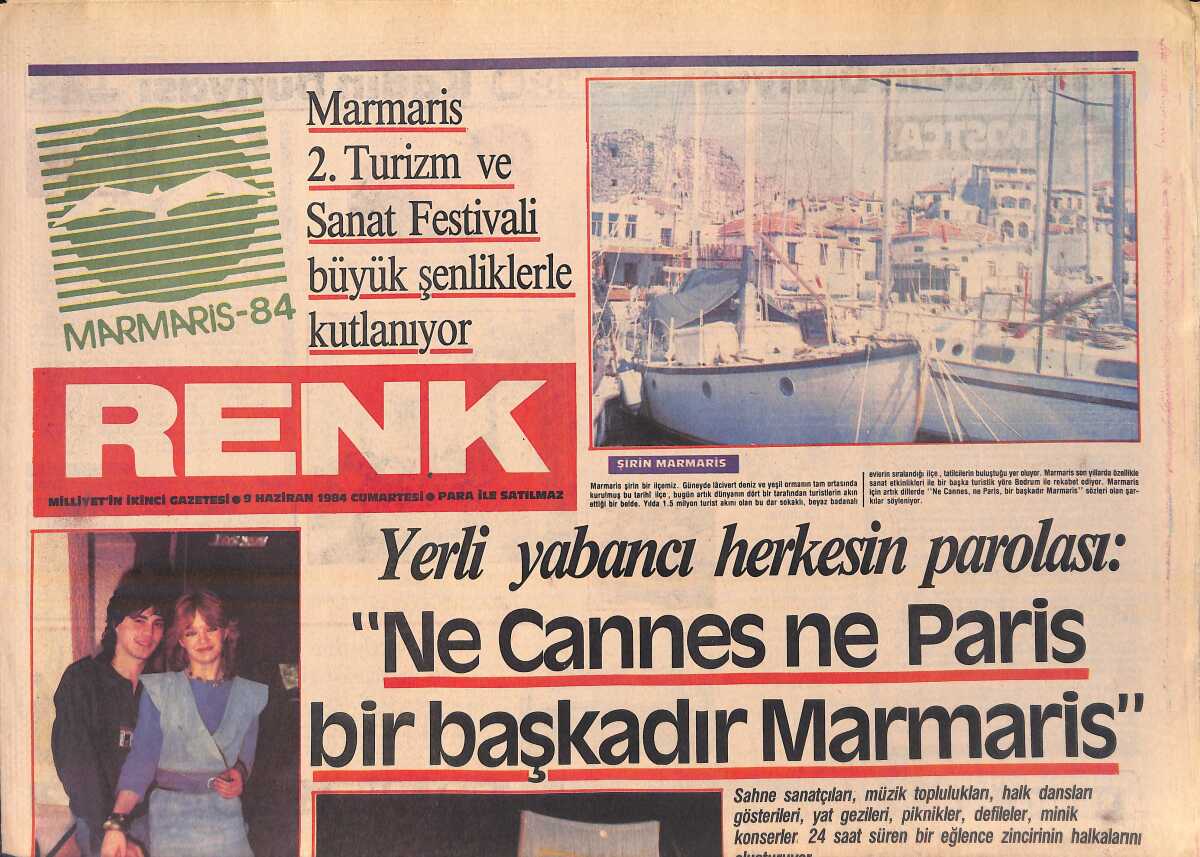 Marmaris
2. Turizm ve
Sanat Festivali
büyük şenliklerle
kutlanıyor
MARMARİS-84
RENK
MİLLİYET'İN İKİNCİ GAZETESİ ● 9 HAZİRAN 1984 CUMARTESİ ● PARA İLE SATILMAZ
ŞİRİN MARMARİS
Marmaris şirin bir ilçemiz. Güneyde lâcivert deniz ve yeşil ormanın tam ortasında
kurulmuş bu tarihî ilçe, bugün artık dünyanın dört bir tarafından turistlerin akın
ettiği bir belde. Yılda 1.5 milyon turist akımı olan bu dar sokaklı, beyaz badanalı
evlerin sıralandığı ilçe, tatilcilerin buluştuğu yer oluyor. Marmaris son yıllarda özellikle
sanat etkinlikleri ile bir başka turistik yöre Bodrum ile rekabet ediyor. Marmaris
için artık dillerde "Ne Cannes, ne Paris, bir başkadır Marmaris" sözleri olan şar-
kılar söyleniyor.
Yerli yabancı herkesin parolası:
"Ne Cannes ne Paris
bir başkadır Marmaris"
Sahne sanatçıları, müzik toplulukları, halk dansları
gösterileri, yat gezileri, piknikler, defileler, minik
konserler 24 saat süren bir eğlence zincirinin halkalarını
oluşturuyor